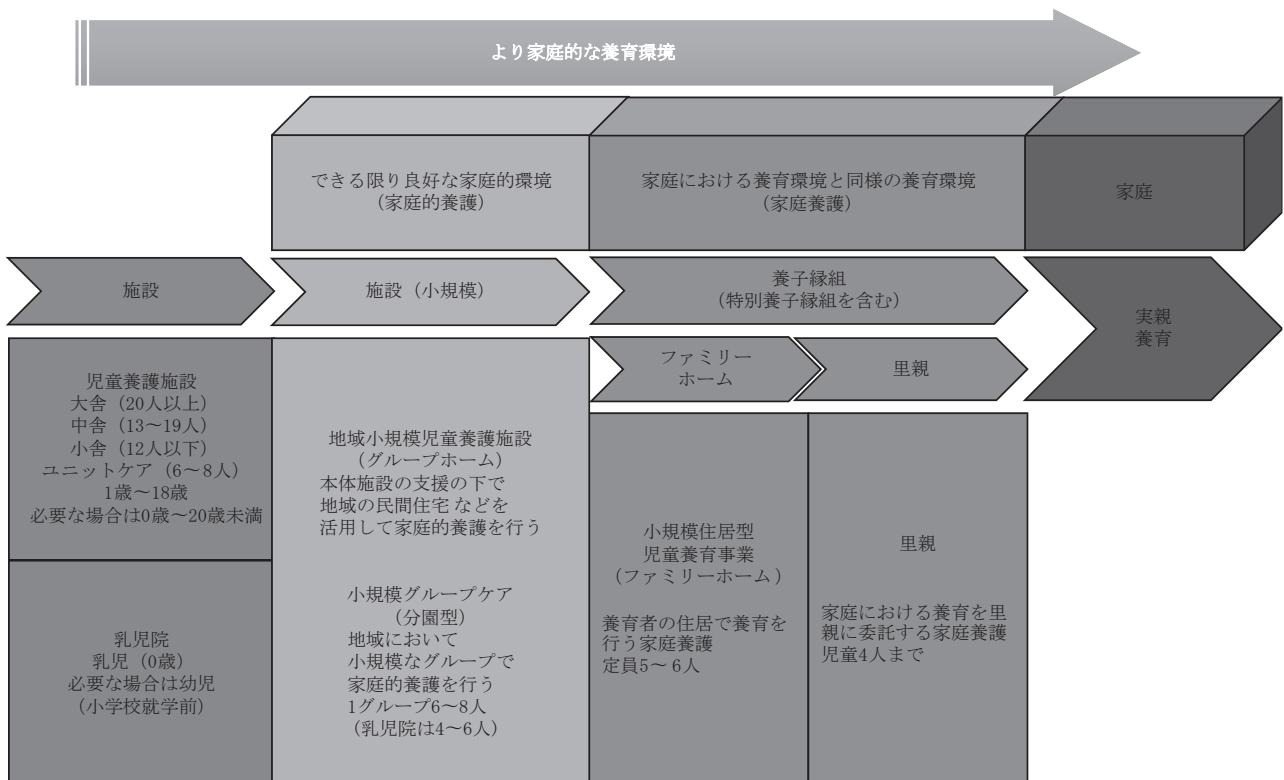 より家庭的な養育環境
できる限り良好な家庭的環境
(家庭的養護)
家庭における養育環境と同様の養育環境
(家庭養護)
家庭
施設
施設(小規模)
養子縁組
(特別養子縁組を含む)
実親
養育
ファミリー
ホーム
里親
児童養護施設
大舎(20人以上)
中舎(13~19人)
小舎(12人以下)
ユニットケア(6~8人)
1歳~18歳
必要な場合は0歳~20歳未満
乳児院
乳児(0歳)
必要な場合は幼児
(小学校就学前)
地域小規模児童養護施設
(グループホーム)
本体施設の支援の下で
地域の民間住宅 などを
活用して家庭的養護を行う
小規模グループケア
(分園型)
地域において
小規模なグループで
家庭的養護を行う
1グループ6~8人
(乳児院は4~6人)
小規模住居型
児童養育事業
(ファミリーホーム)
養育者の住居で養育を
行う家庭養護
定員5~ 6人
里親
家庭における養育を里
親に委託する家庭養護
児童4人まで